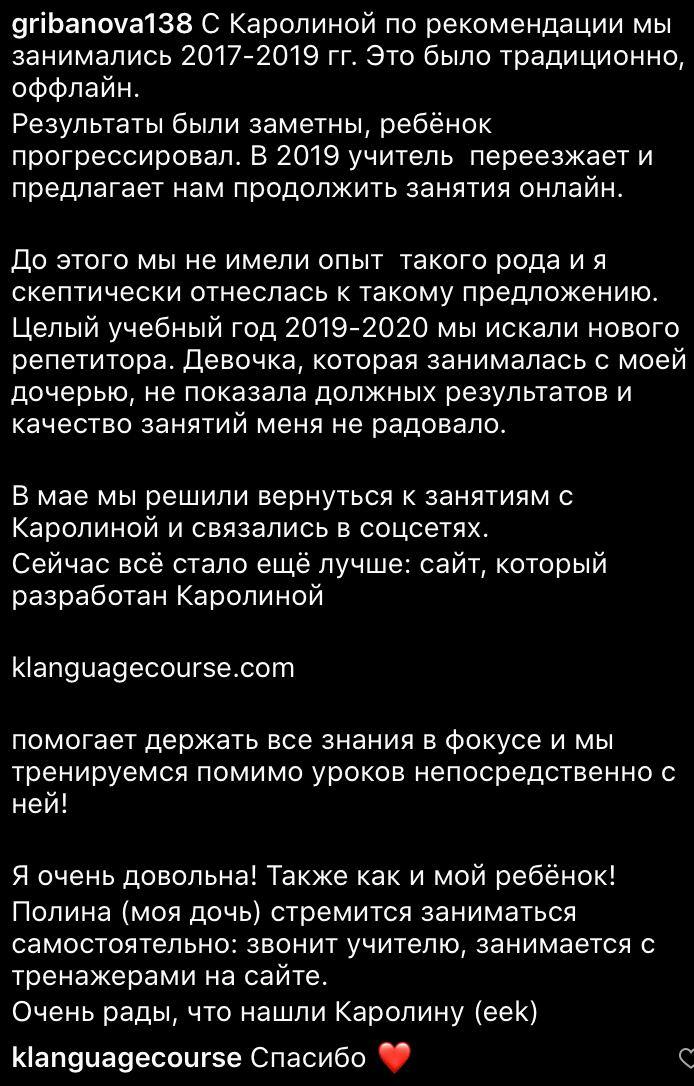 gribanova138 С Каролиной по рекомендации мы
занимались 2017-2019 гг. Это было традиционно,
оффлайн.
Результаты были заметны, ребёнок
прогрессировал. В 2019 учитель  переезжает и
предлагает нам продолжить занятия онлайн.
До этого мы не имели опыт  такого рода и я
скептически отнеслась к такому предложению.
Целый учебный год 2019-2020 мы искали нового
репетитора. Девочка, которая занималась с моей
дочерью, не показала должных результатов и
качество занятий меня не радовало.
В мае мы решили вернуться к занятиям с
Каролиной и связались в соцсетях.
Сейчас всё стало ещё лучше: сайт, который
разработан Каролиной
klanguagecourse.com
помогает держать все знания в фокусе и мы
тренируемся помимо уроков непосредственно с
ней!
Я очень довольна! Также как и мой ребёнок!
Полина (моя дочь) стремится заниматься
самостоятельно: звонит учителю, занимается с
тренажерами на сайте.
Очень рады, что нашли Каролину (eek)
klanguagecourse Спасибо ❤️